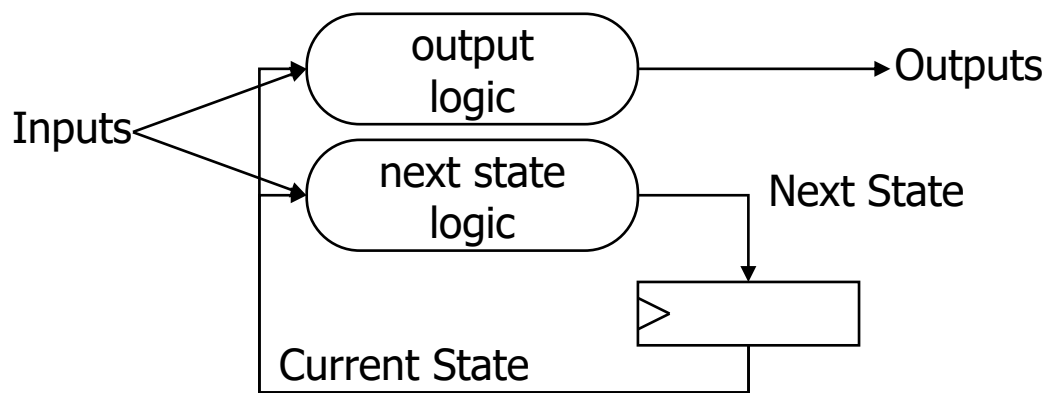 output
logic
Outputs
Inputs
next state
logic
Next State
Current State